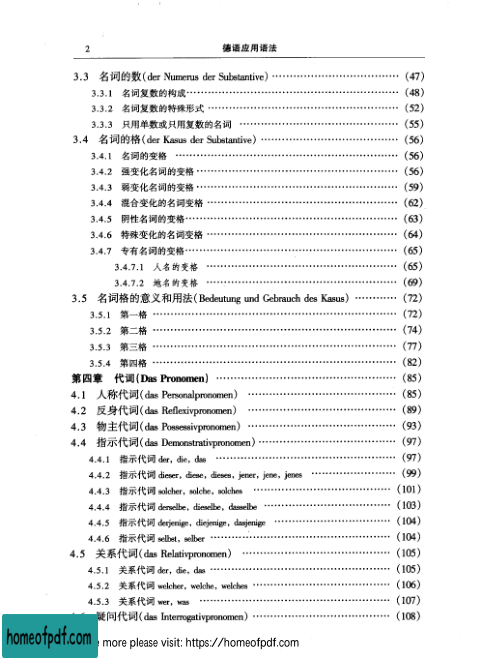 2 德语应用语法
3.3 名词的数(der Numerus der Substantive) ………………………… (47)
3.3.1 名词复数的构成………………………… (48)
3.3.2 名词复数的特殊形式 ………………………… (52)
3.3.3 只用单数或只用复数的名词 ………………………… (55)
3.4 名词的格(der Kasus der Substantive) ………………………… (56)
3.4.1 名词的变格 ………………………… (56)
3.4.2 强变化名词的变格 ………………………… (56)
3.4.3 弱变化名词的变格 ………………………… (59)
3.4.4 混合变化的名词变格 ………………………… (62)
3.4.5 阴性名词的变格………………………… (63)
3.4.6 特殊变化的名词变格 ………………………… (64)
3.4.7 专有名词的变格………………………… (65)
3.4.7.1 人名的变格 ………………………… (65)
3.4.7.2 地名的变格 ………………………… (69)
3.5 名词格的意义和用法(Bedeutung und Gebrauch des Kasus) ………… (72)
3.5.1 第一格 ………………………… (72)
3.5.2 第二格 ………………………… (74)
3.5.3 第三格 ………………………… (77)
3.5.4 第四格 ………………………… (82)
第四章 代词(Das Pronomen) ………………………… (85)
4.1 人称代词(das Personalpronomen) ………………………… (85)
4.2 反身代词(das Reflexivpronomen) ………………………… (89)
4.3 物主代词(das Possessivpronomen) ………………………… (93)
4.4 指示代词(das Demonstrativpronomen) ………………………… (97)
4.4.1 指示代词 der, die, das ………………………… (97)
4.4.2 指示代词 dieser, diese, dieses, jener, jene, jenes ………………… (99)
4.4.3 指示代词 solcher, solche, solches ………………………… (101)
4.4.4 指示代词 derselbe, dieselbe, dasselbe ………………………… (103)
4.4.5 指示代词 derjenige, diejenige, dasjenige ………………………… (104)
4.4.6 指示代词 selbst, selber ………………………… (104)
4.5 关系代词(das Relativpronomen) ………………………… (105)
4.5.1 关系代词 der, die, das ………………………… (105)
4.5.2 关系代词 welcher, welche, welches ………………………… (106)
4.5.3 关系代词 wer, was ………………………… (107)
疑问代词(das Interrogativpronomen) ………………………… (108)
homeofpdf.com
more please visit: https://homeofpdf.com